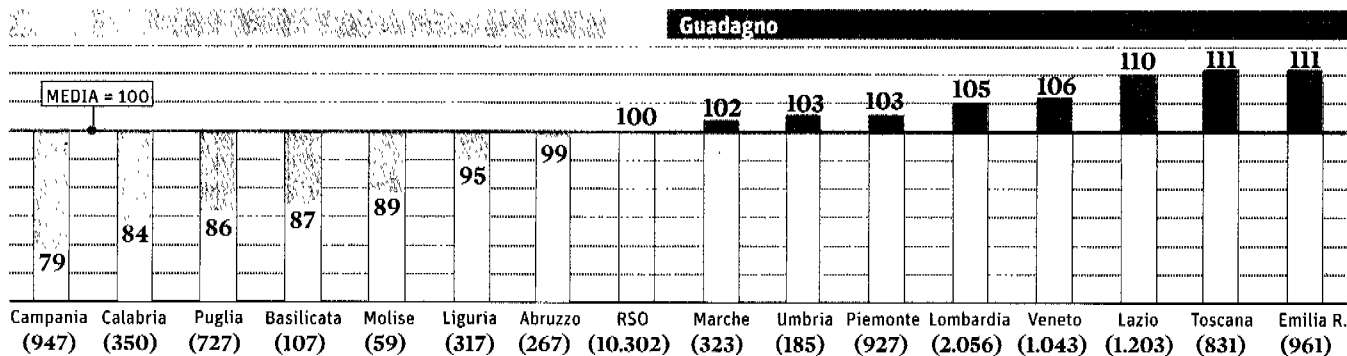 Guadagno
MEDIA = 100
79 84 86 87 89 95 99 100 102 103 103 105 106 110 111 111
Campania Calabria Puglia Basilicata Molise Liguria Abruzzo RSO Marche Umbria Piemonte Lombardia Veneto Lazio Toscana Emilia R.
(947) (350) (727) (107) (59) (317) (267) (10.302) (323) (185) (927) (2.056) (1.043) (1.203) (831) (961)